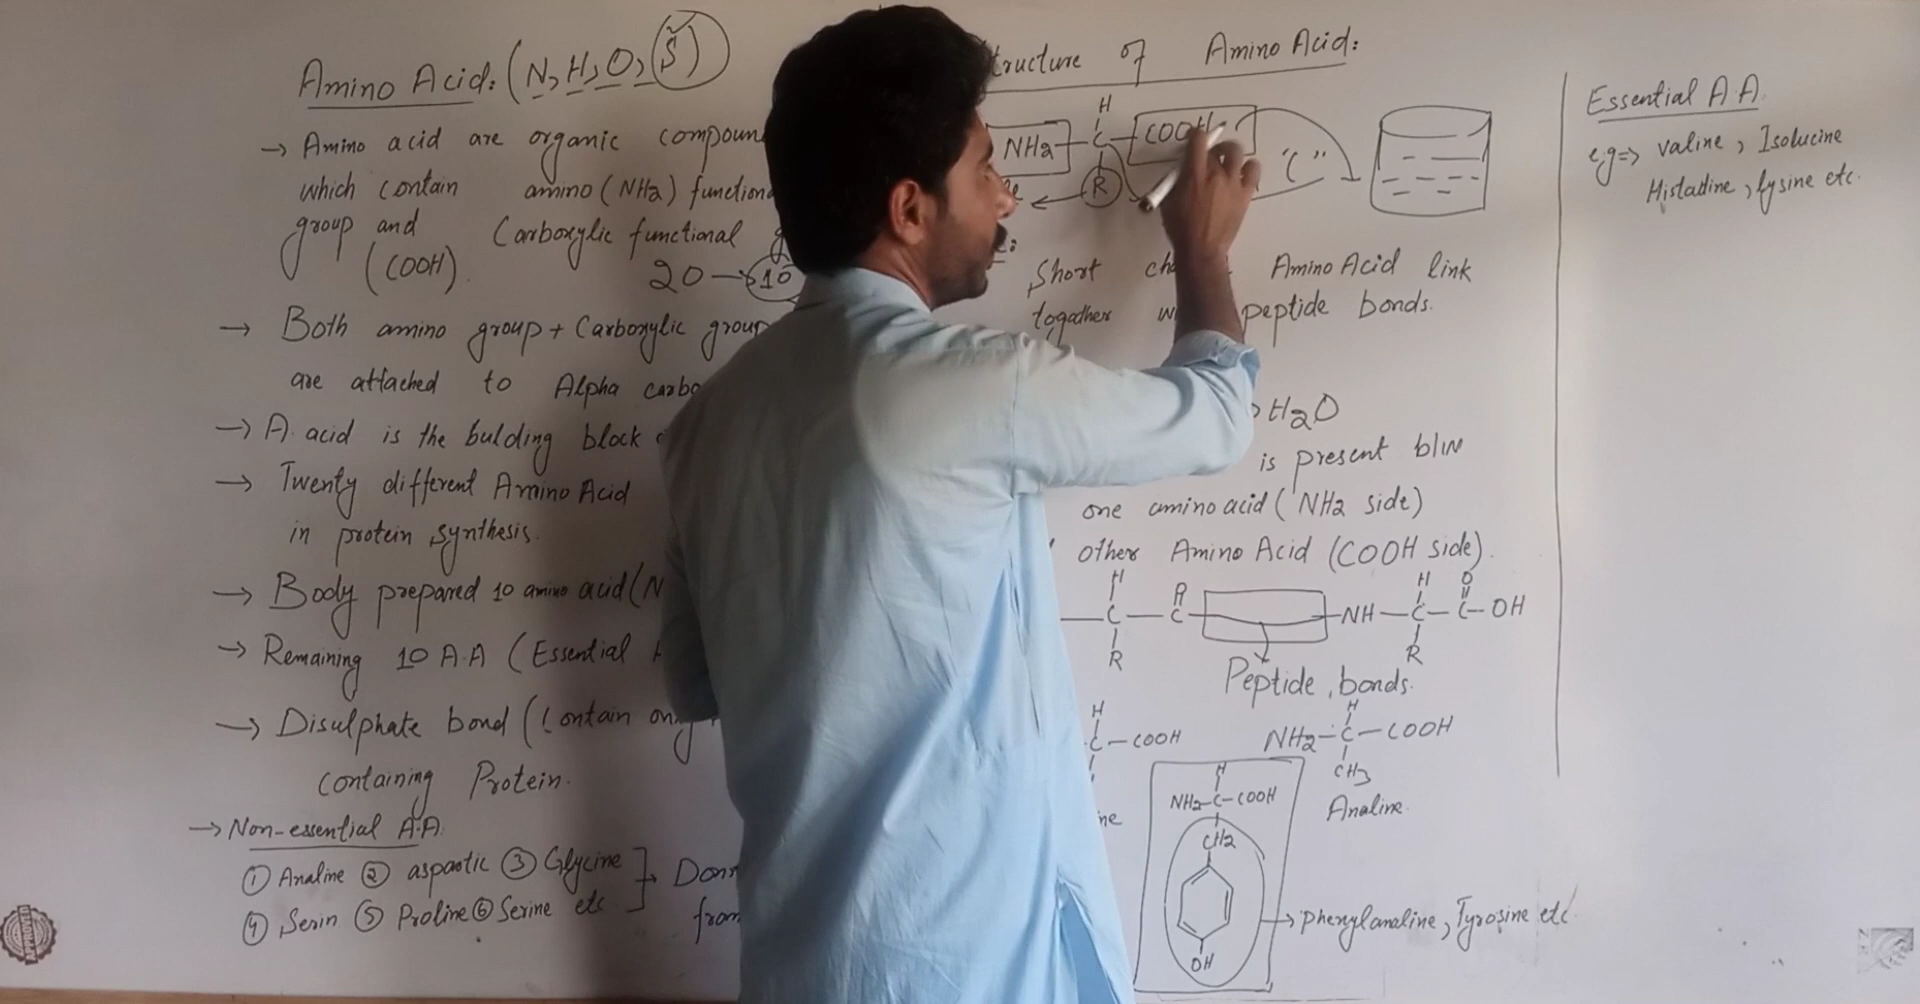 Amino Acid: (N, H, O, S)
→ Amino acid are organic compoun
which contain amino (NH2) functiona
group and Carboxylic functional g
(COOH).
20 → 10
→ Both amino group + Carboxylic group
are attached to Alpha carbo
→ A. acid is the bulding block
→ Twenty different Amino Acid
in protein synthesis.
→ Body prepared 10 amino acid (N
→ Remaining 10 A.A (Essential
→ Disulphate bond (Contain only
containing Protein.
→ Non-essential A.A.
① Analine ② aspaotic ③ Glycine
④ Serin ⑤ Proline ⑥ Serine etc
from
tructure of Amino Acid:
H
NH2 — C — COOH
R
"C"
Short Amino Acid link
togather peptide bonds.
H2O
is present b/w
one amino acid (NH2 side)
other Amino Acid (COOH side).
H H O
C — C — NH — C — C — OH
R R
Peptide bonds.
H
C — COOH
H
NH2 — C — COOH
CH3
Analine.
H
NH2 — C — COOH
CH2
OH
→ phenylanaline, Tyrosine etc
Essential A A.
e.g => valine, Isolucine
Histadine, lysine etc.
APPROVED